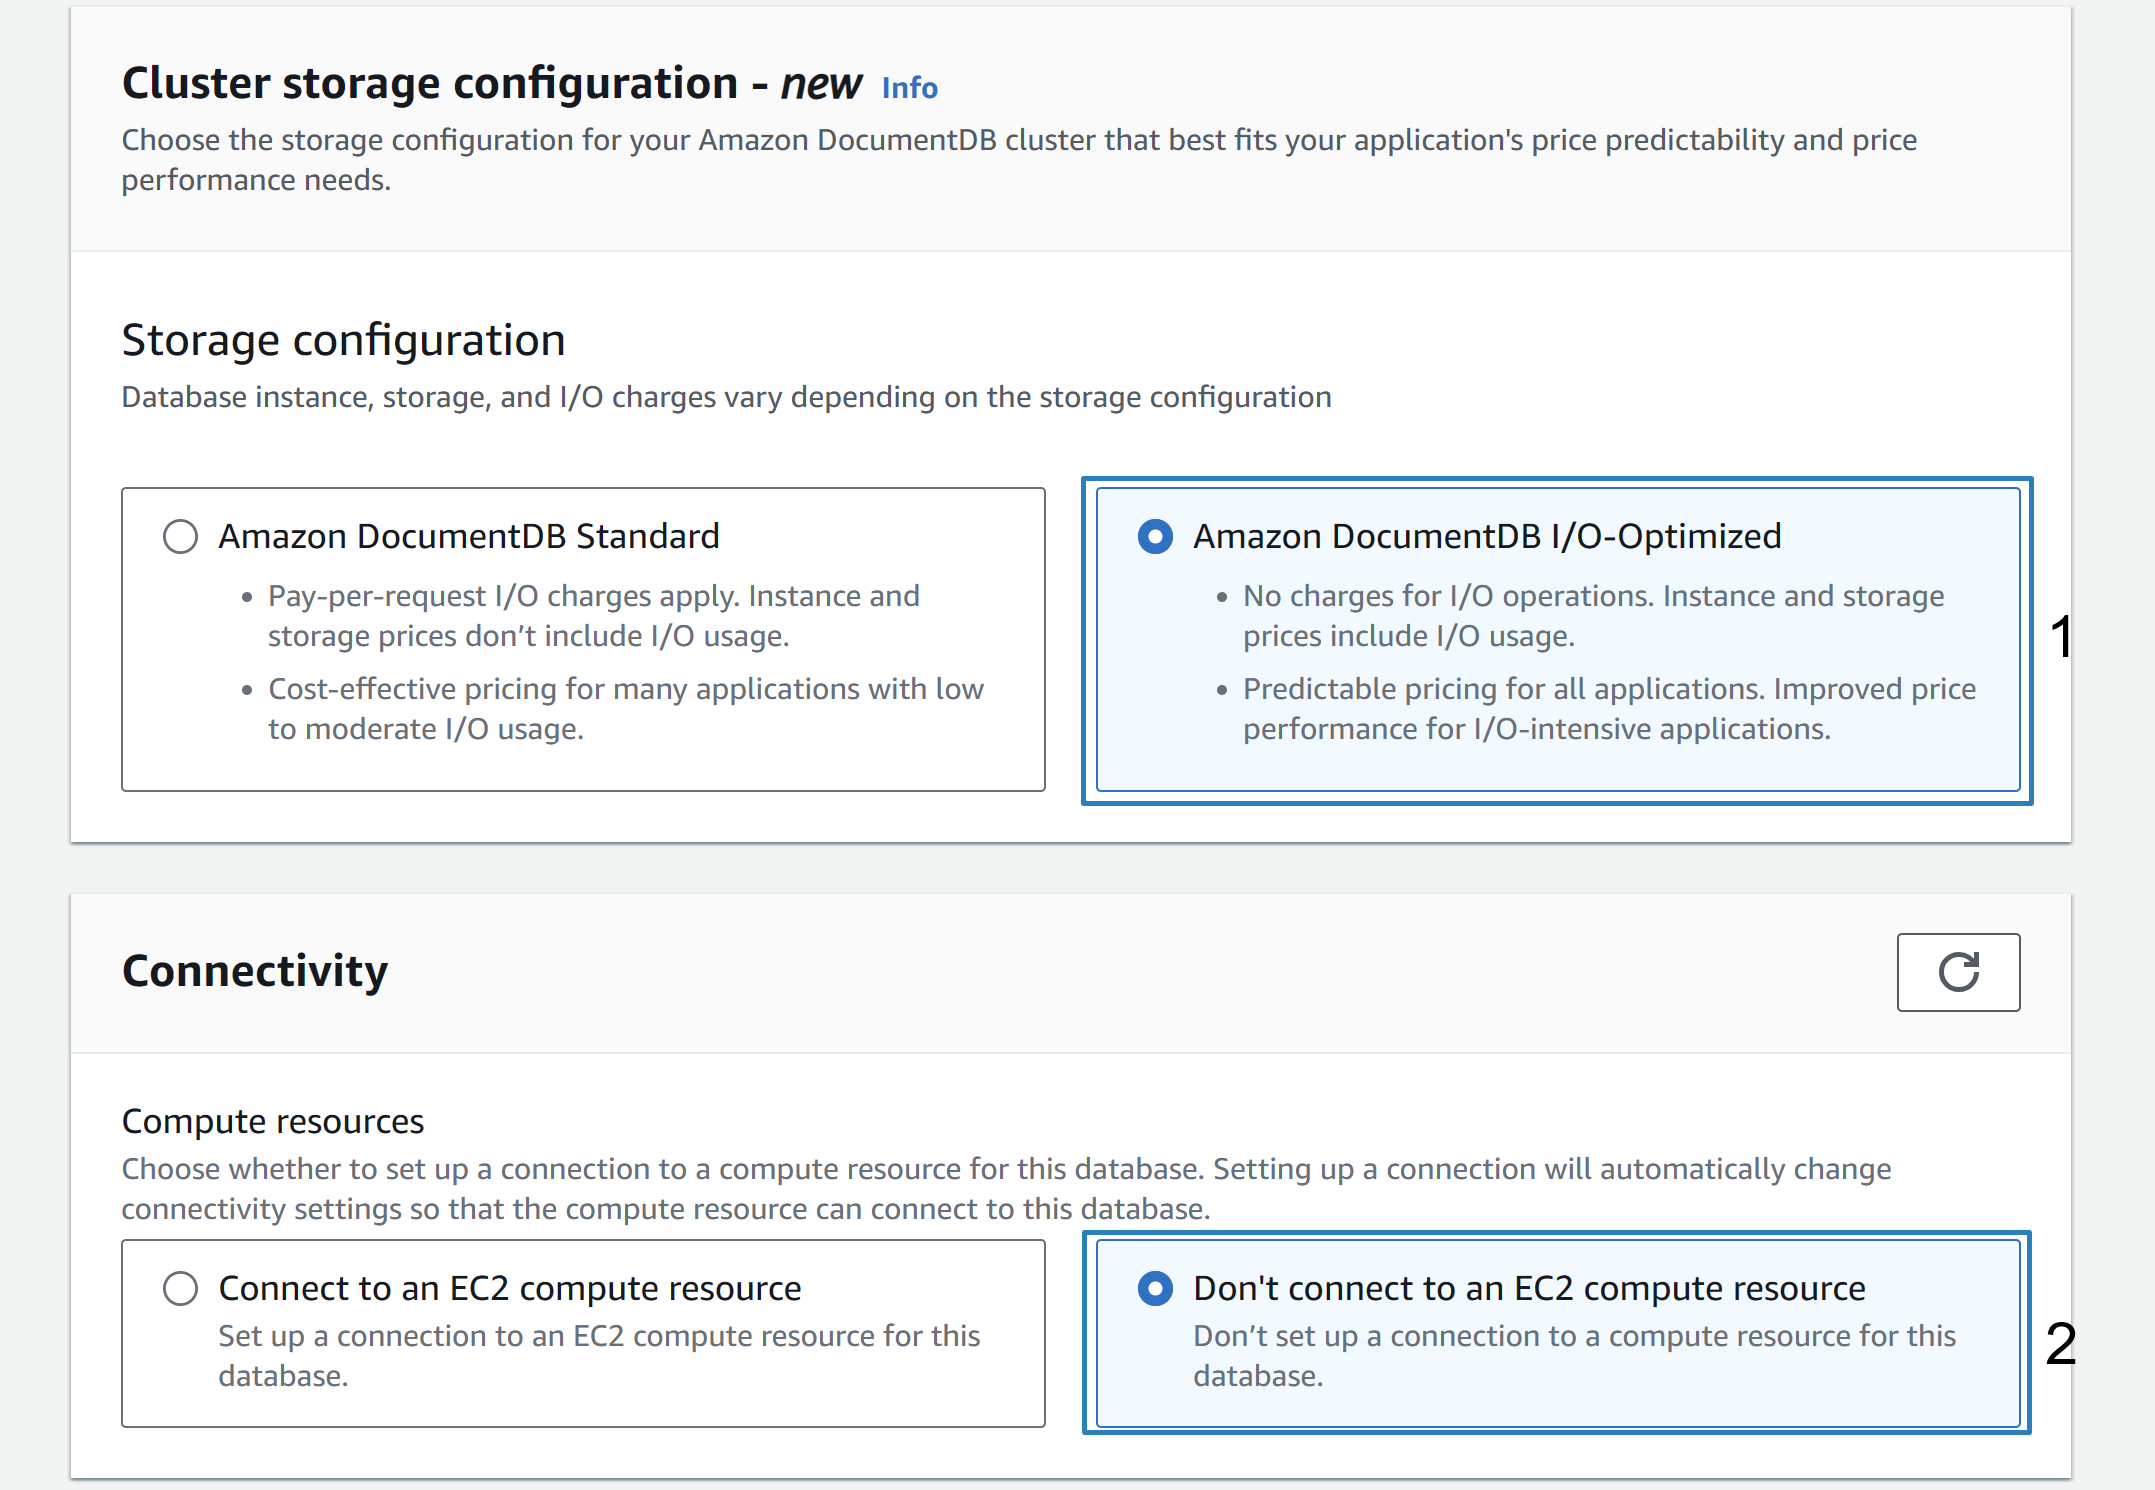 Cluster storage configuration - new Info
Choose the storage configuration for your Amazon DocumentDB cluster that best fits your application's price predictability and price
performance needs.
Storage configuration
Database instance, storage, and I/O charges vary depending on the storage configuration
Amazon DocumentDB Standard
• Pay-per-request I/O charges apply. Instance and
storage prices don’t include I/O usage.
• Cost-effective pricing for many applications with low
to moderate I/O usage.
Amazon DocumentDB I/O-Optimized
• No charges for I/O operations. Instance and storage
prices include I/O usage.
• Predictable pricing for all applications. Improved price
performance for I/O-intensive applications.
1
Connectivity
Compute resources
Choose whether to set up a connection to a compute resource for this database. Setting up a connection will automatically change
connectivity settings so that the compute resource can connect to this database.
Connect to an EC2 compute resource
Set up a connection to an EC2 compute resource for this
database.
Don't connect to an EC2 compute resource
Don’t set up a connection to a compute resource for this
database.
2